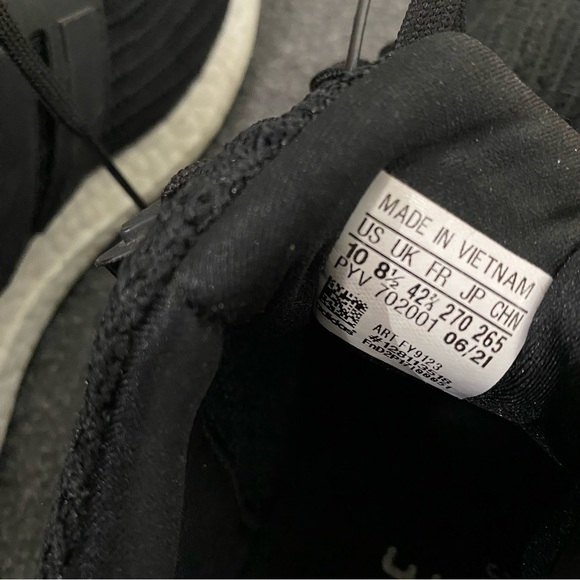 MADE IN VIETNAM
US UK FR JP CHN
10 8½ 42⅔ 270 265
PYV 702001 06/21
ART FY9123